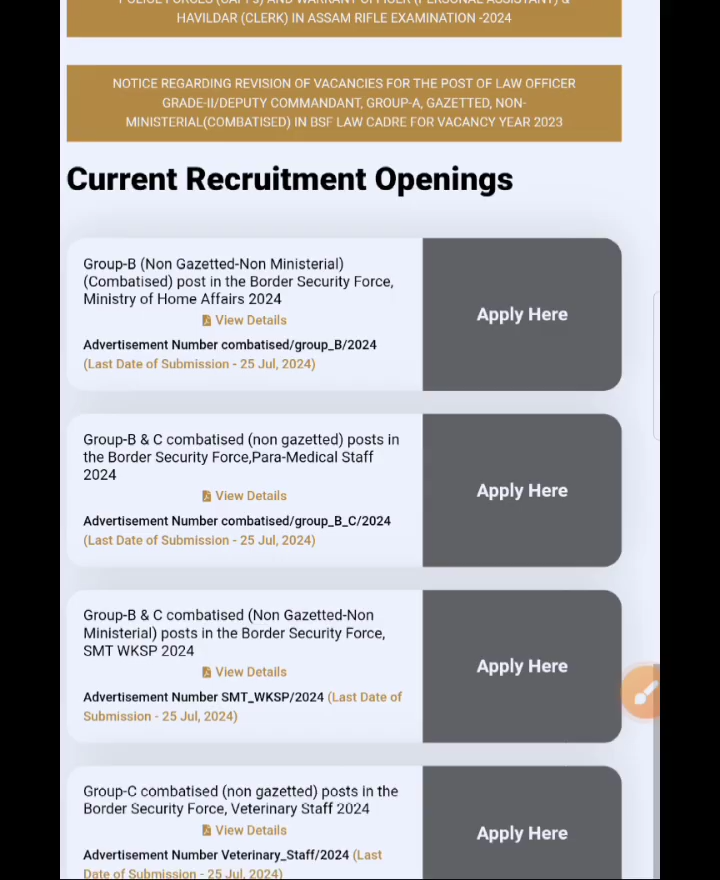 POLICE FORCES (CAPFs) AND WARRANT OFFICER (PERSONAL ASSISTANT) &
HAVILDAR (CLERK) IN ASSAM RIFLE EXAMINATION -2024
NOTICE REGARDING REVISION OF VACANCIES FOR THE POST OF LAW OFFICER
GRADE-II/DEPUTY COMMANDANT, GROUP-A, GAZETTED, NON-
MINISTERIAL(COMBATISED) IN BSF LAW CADRE FOR VACANCY YEAR 2023
Current Recruitment Openings
Group-B (Non Gazetted-Non Ministerial)
(Combatised) post in the Border Security Force,
Ministry of Home Affairs 2024
View Details
Advertisement Number combatised/group_B/2024
(Last Date of Submission - 25 Jul, 2024)
Apply Here
Group-B & C combatised (non gazetted) posts in
the Border Security Force,Para-Medical Staff
2024
View Details
Advertisement Number combatised/group_B_C/2024
(Last Date of Submission - 25 Jul, 2024)
Apply Here
Group-B & C combatised (Non Gazetted-Non
Ministerial) posts in the Border Security Force,
SMT WKSP 2024
View Details
Advertisement Number SMT_WKSP/2024 (Last Date of
Submission - 25 Jul, 2024)
Apply Here
Group-C combatised (non gazetted) posts in the
Border Security Force, Veterinary Staff 2024
View Details
Advertisement Number Veterinary_Staff/2024 (Last
Date of Submission - 25 Jul, 2024)
Apply Here